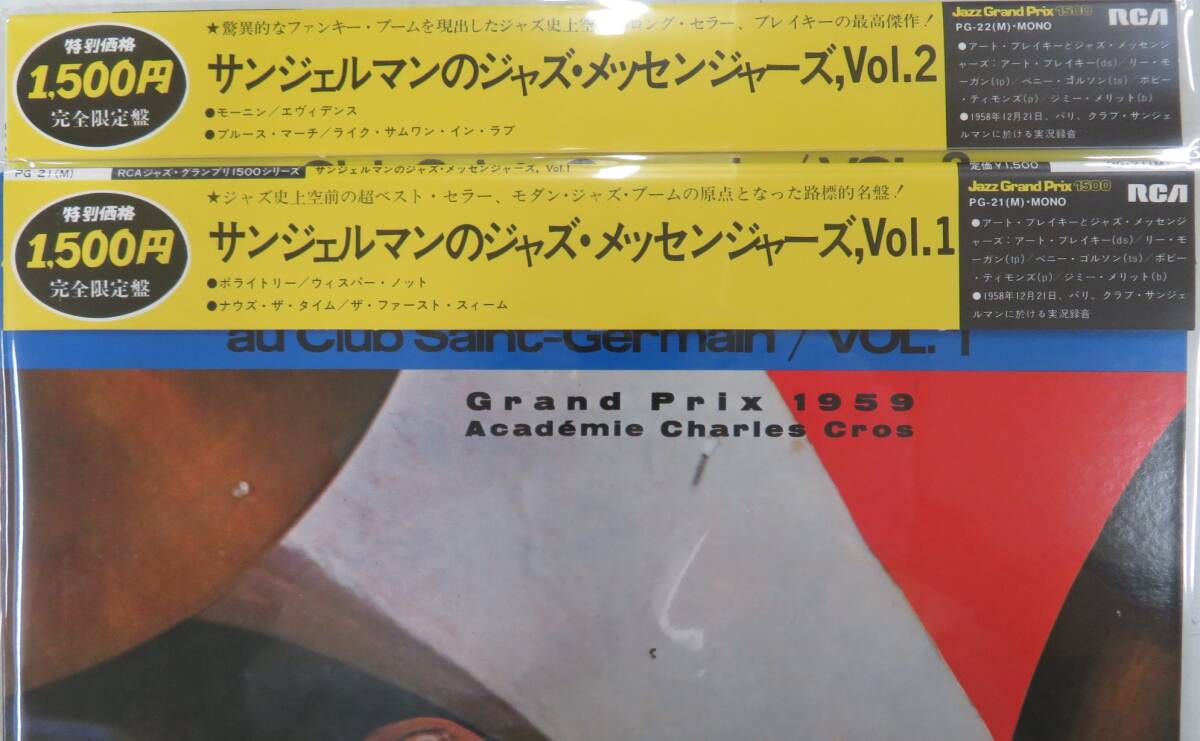 ★驚異的なファンキー・ブームを現出したジャズ史上空 ロング・セラー、ブレイキーの最高傑作!
特別価格
1,500円
完全限定盤
サンジェルマンのジャズ・メッセンジャーズ,Vol.2
●モーニン/エヴィデンス
●ブルース・マーチ/ライク・サムワン・イン・ラブ
Jazz Grand Prix 1500
RCA
PG-22(M)・MONO
●アート・ブレイキーとジャズ・メッセンジ
ャーズ:アート・ブレイキー(ds)/リー・モ
ーガン(tp)/ベニー・ゴルソン(ts)/ボビー
・ティモンズ(p)/ジミー・メリット(b)
●1958年12月21日、パリ、クラブ・サンジェ
ルマンに於ける実況録音
PG-21(M)
RCAジャズ・グランプリ1500シリーズ
サンジェルマンのジャズ・メッセンジャーズ, Vol.1
定価¥1,500
PG-21(M)
★ジャズ史上空前の超ベスト・セラー、モダン・ジャズ・ブームの原点となった路標的名盤!
特別価格
1,500円
完全限定盤
サンジェルマンのジャズ・メッセンジャーズ,Vol.1
●ポライトリー/ウィスパー・ノット
●ナウズ・ザ・タイム/ザ・ファースト・スィーム
Jazz Grand Prix 1500
RCA
PG-21(M)・MONO
●アート・ブレイキーとジャズ・メッセンジ
ャーズ:アート・ブレイキー(ds)/リー・モ
ーガン(tp)/ベニー・ゴルソン(ts)/ボビー
・ティモンズ(p)/ジミー・メリット(b)
●1958年12月21日、パリ、クラブ・サンジェ
ルマンに於ける実況録音
au Club Saint-Germain / VOL. 1
Grand Prix 1959
Académie Charles Cros